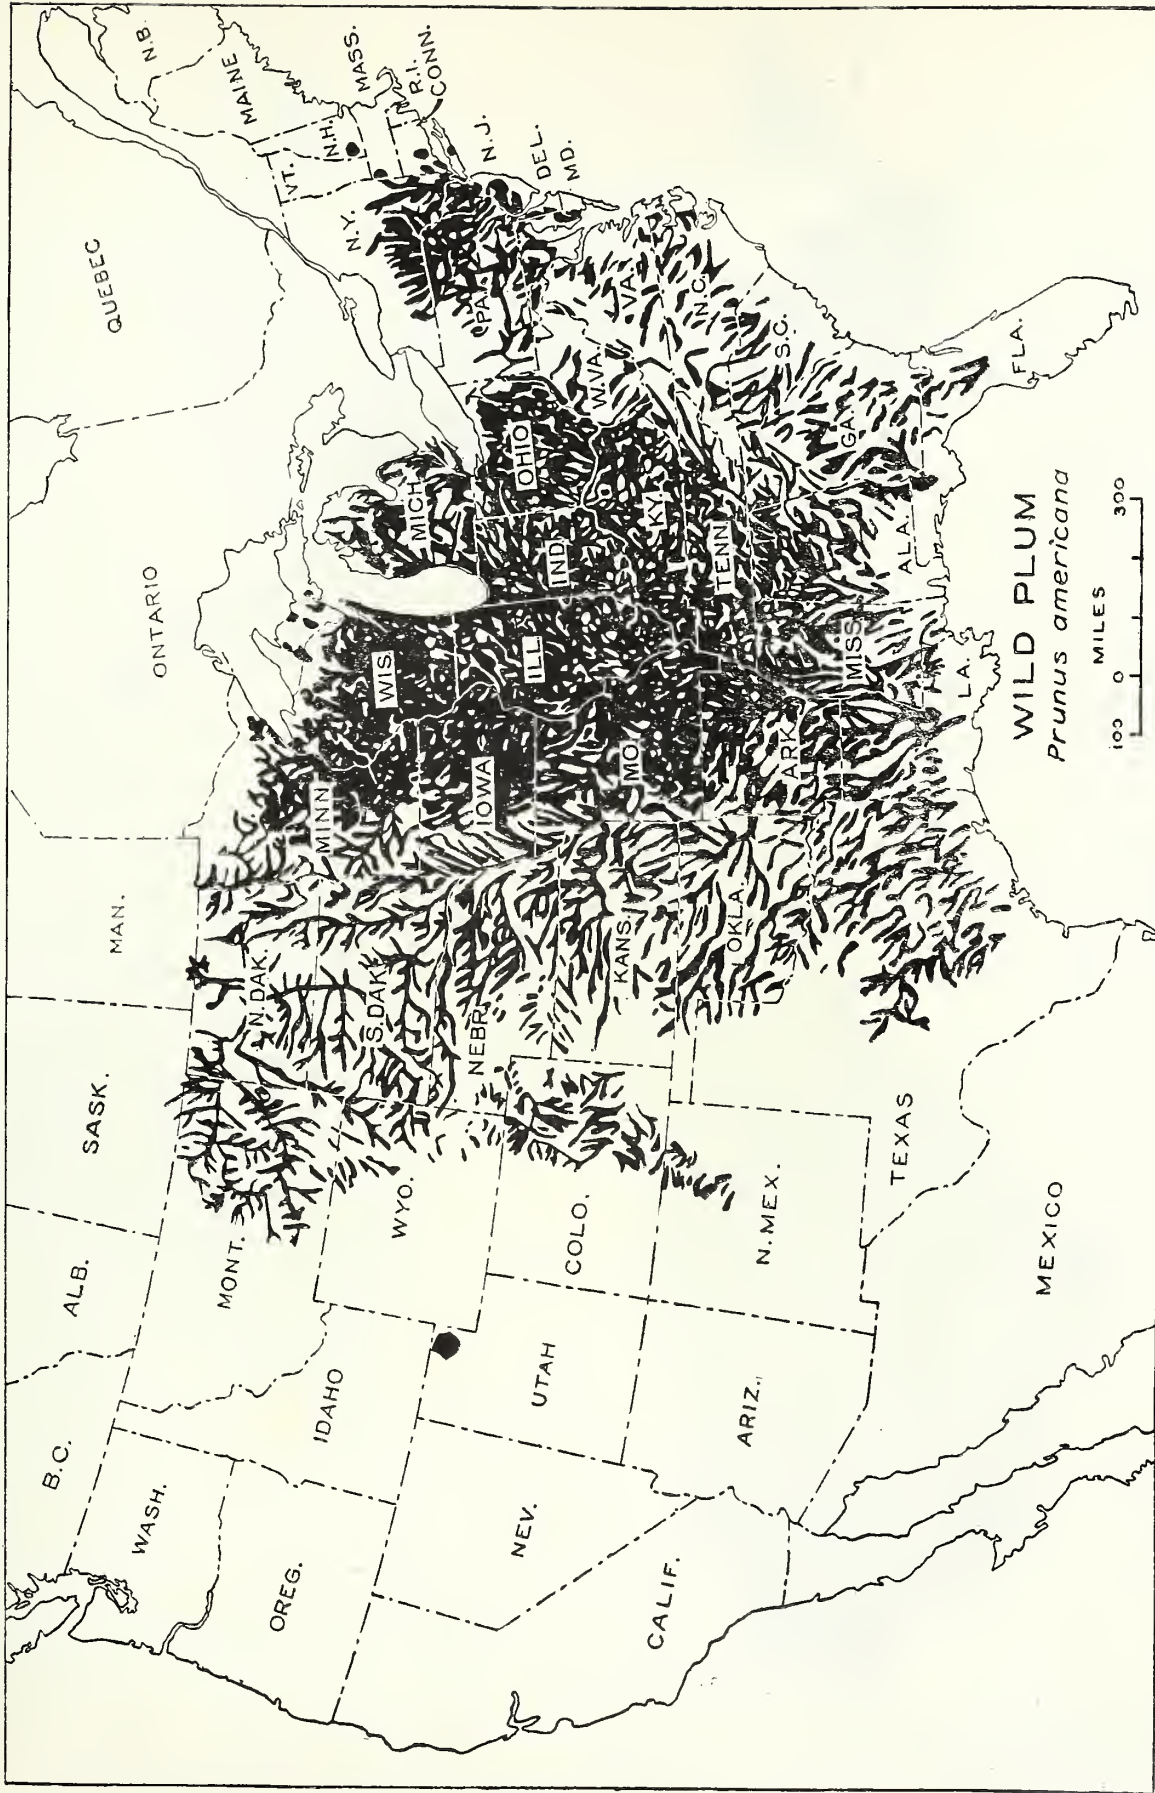 B.C.
ALB.
SASK.
MAN.
ONTARIO
QUEBEC
N.B.
MAINE
VT.
N.H.
MASS.
R.I.
CONN.
N.Y.
N.J.
DEL.
MD.
PA.
WASH.
MONT.
N.DAK.
MINN
WIS.
MICH
OREG.
IDAHO
WYO.
S.DAK.
IOWA
NEBR.
ILL.
IND
OHIO
W.VA.
VA.
NEV.
UTAH
COLO.
KANS.
MO.
KY.
N.C.
TENN.
S.C.
CALIF.
ARIZ.
N.MEX.
OKLA.
ARK.
MISS.
ALA.
GA.
TEXAS
LA.
FLA.
MEXICO
WILD PLUM
Prunus americana
MILES
100 0 300